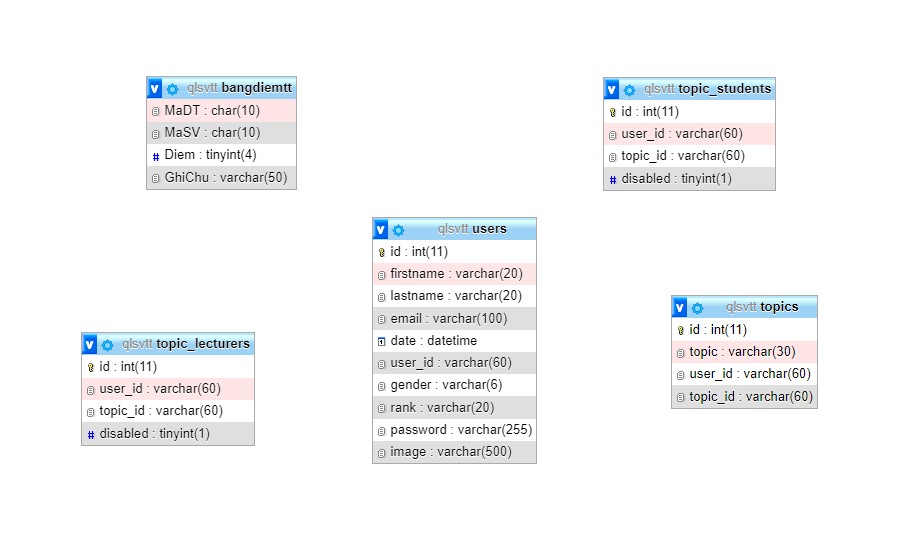 v qlsvtt bangdiemtt
MaDT : char(10)
MaSV : char(10)
# Diem : tinyint(4)
GhiChu : varchar(50)
v qlsvtt topic_students
id : int(11)
user_id : varchar(60)
topic_id : varchar(60)
# disabled : tinyint(1)
v qlsvtt users
id : int(11)
firstname : varchar(20)
lastname : varchar(20)
email : varchar(100)
date : datetime
user_id : varchar(60)
gender : varchar(6)
rank : varchar(20)
password : varchar(255)
image : varchar(500)
v qlsvtt topics
id : int(11)
topic : varchar(30)
user_id : varchar(60)
topic_id : varchar(60)
v qlsvtt topic_lecturers
id : int(11)
user_id : varchar(60)
topic_id : varchar(60)
# disabled : tinyint(1)